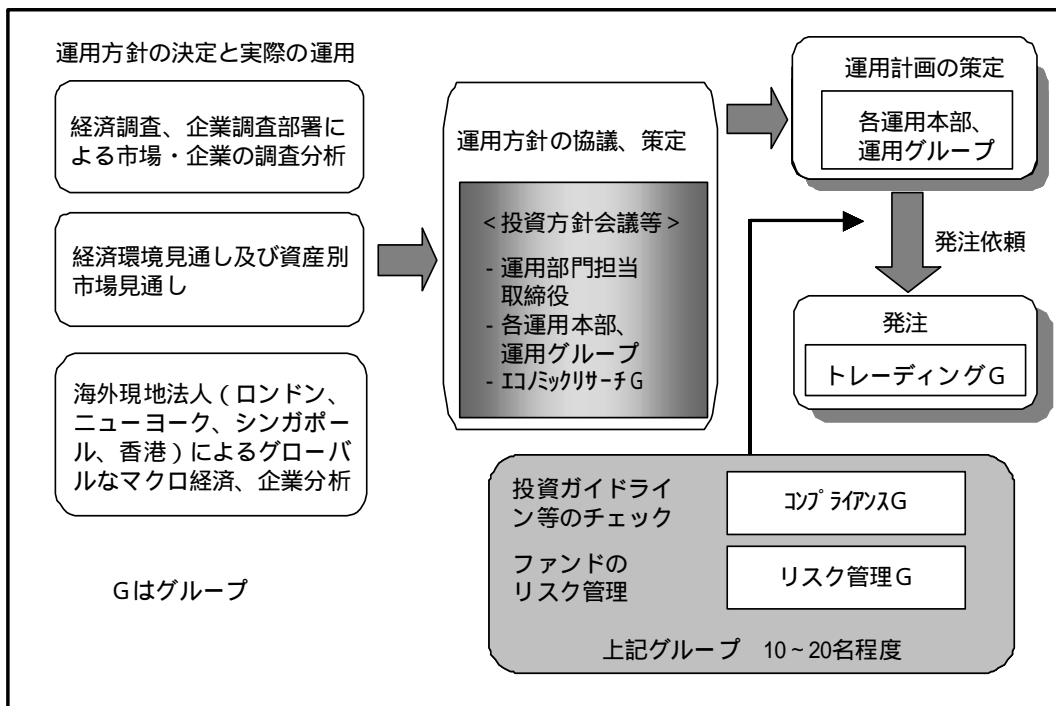 運用方針の決定と実際の運用
経済調査、企業調査部署に
よる市場・企業の調査分析
経済環境見通し及び資産別
市場見通し
海外現地法人（ロンドン、
ニューヨーク、シンガポー
ル、香港）によるグローバ
ルなマクロ経済、企業分析
Gはグループ
運用方針の協議、策定
＜投資方針会議等＞
- 運用部門担当
取締役
- 各運用本部、
運用グループ
- ｴｺﾉﾐｯｸﾘｻｰﾁG
運用計画の策定
各運用本部、
運用グループ
発注依頼
発注
トレーディングG
投資ガイドライ
ン等のチェック
ｺﾝﾌﾟﾗｲｱﾝｽG
ファンドの
リスク管理
リスク管理G
上記グループ　10～20名程度